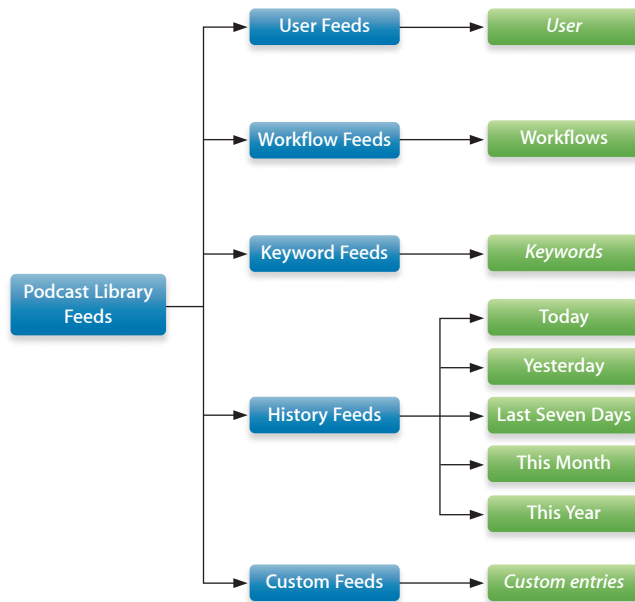 User Feeds
User
Workflow Feeds
Workflows
Keyword Feeds
Keywords
Podcast Library
Feeds
Today
Yesterday
History Feeds
Last Seven Days
This Month
This Year
Custom Feeds
Custom entries